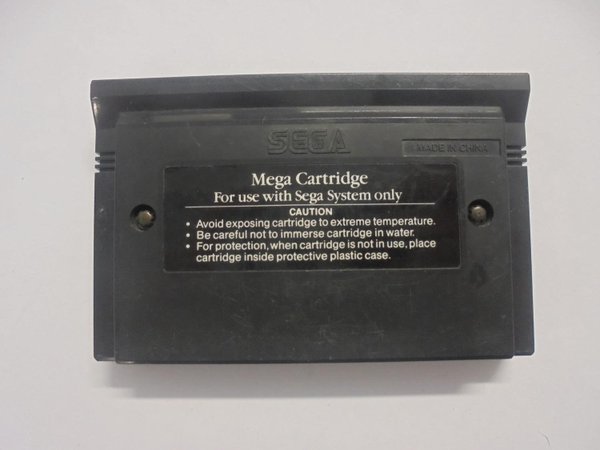 SEGA
MADE IN CHINA
Mega Cartridge
For use with Sega System only
CAUTION
• Avoid exposing cartridge to extreme temperature.
• Be careful not to immerse cartridge in water.
• For protection, when cartridge is not in use, place
cartridge inside protective plastic case.